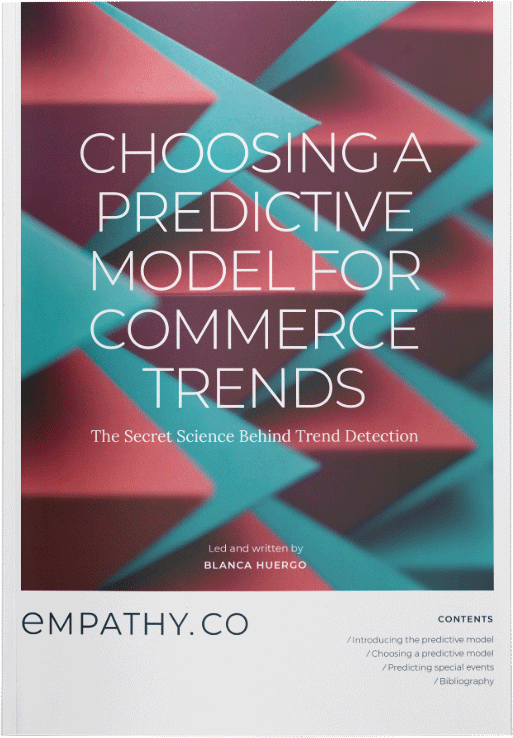 CHOOSING A
PREDICTIVE
MODEL FOR
COMMERCE
TRENDS
The Secret Science Behind Trend Detection
Led and written by
BLANCA HUERGO
eMPATHY.CO
CONTENTS
/Introducing the predictive model
/Choosing a predictive model
/Predicting special events
/Bibliography